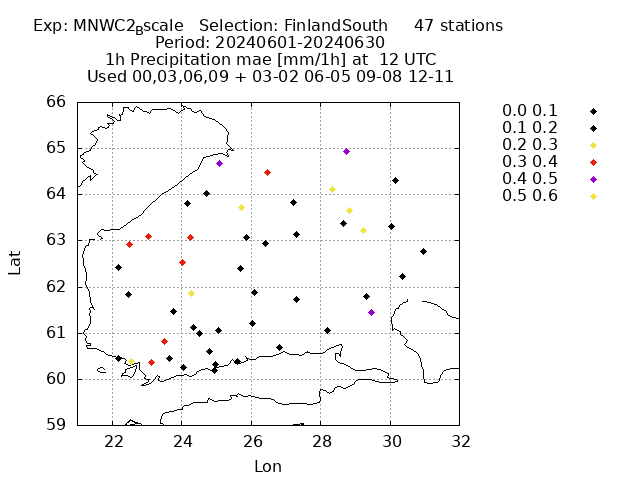 Exp: MNWC2Bscale   Selection: FinlandSouth     47 stations
Period: 20240601-20240630
1h Precipitation mae [mm/1h] at  12 UTC
Used 00,03,06,09 + 03-02 06-05 09-08 12-11
66
65
64
63
62
61
60
59
22 24 26 28 30 32
Lat
Lon
0.0 0.1
0.1 0.2
0.2 0.3
0.3 0.4
0.4 0.5
0.5 0.6